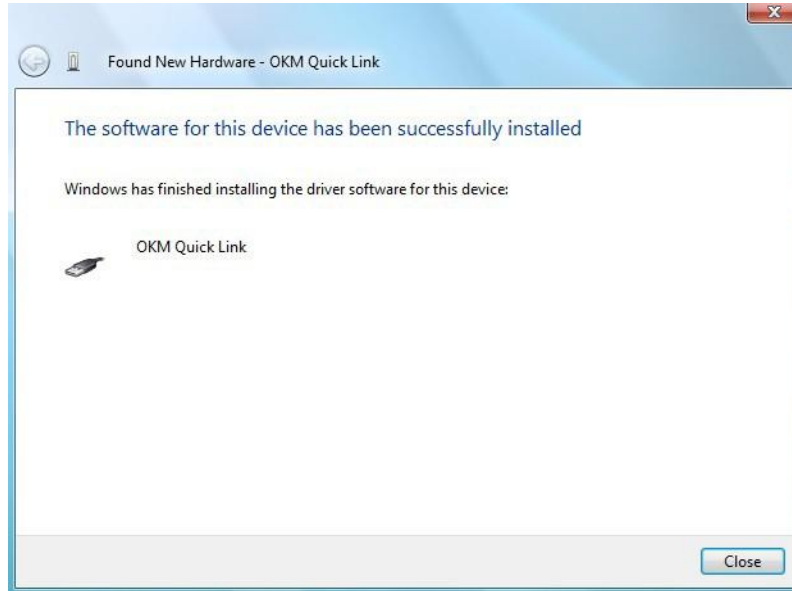 Found New Hardware - OKM Quick Link
The software for this device has been successfully installed
Windows has finished installing the driver software for this device:
OKM Quick Link
Close